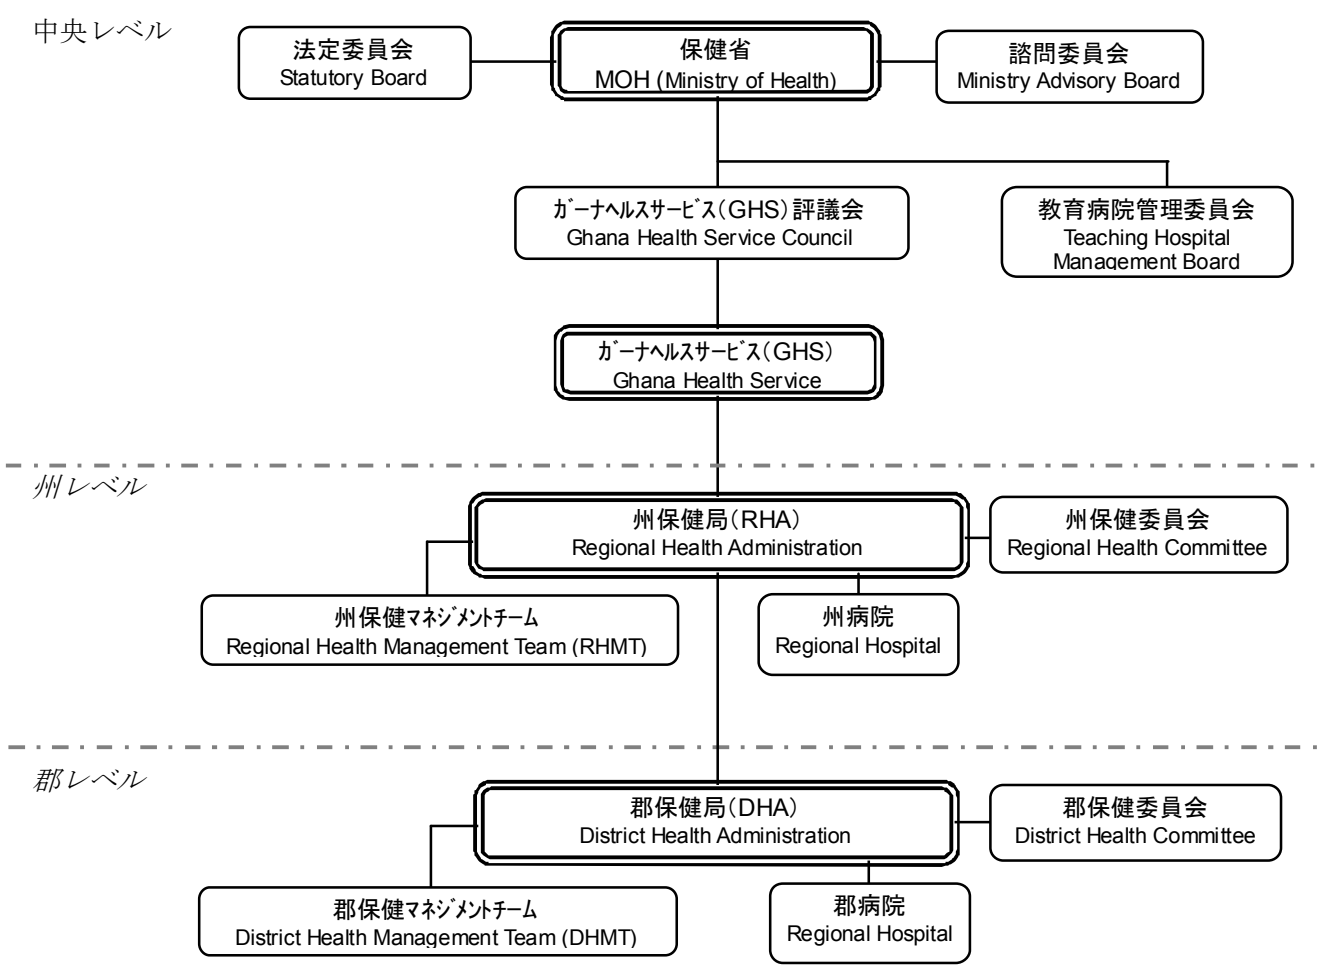 中央レベル
法定委員会
Statutory Board
保健省
MOH (Ministry of Health)
諮問委員会
Ministry Advisory Board
ｶﾞｰﾅﾍﾙｽｻｰﾋﾞｽ(GHS)評議会
Ghana Health Service Council
教育病院管理委員会
Teaching Hospital
Management Board
ｶﾞｰﾅﾍﾙｽｻｰﾋﾞｽ(GHS)
Ghana Health Service
州レベル
州保健局(RHA)
Regional Health Administration
州保健委員会
Regional Health Committee
州保健ﾏﾈｼﾞﾒﾝﾄﾁｰﾑ
Regional Health Management Team (RHMT)
州病院
Regional Hospital
郡レベル
郡保健局(DHA)
District Health Administration
郡保健委員会
District Health Committee
郡保健ﾏﾈｼﾞﾒﾝﾄﾁｰﾑ
District Health Management Team (DHMT)
郡病院
Regional Hospital